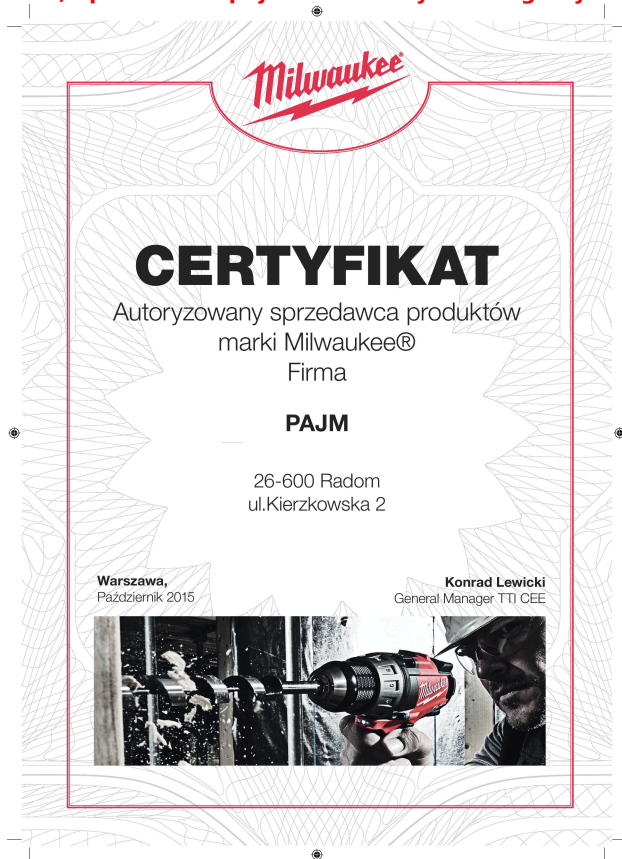 Milwaukee®
CERTYFIKAT
Autoryzowany sprzedawca produktów
marki Milwaukee®
Firma
PAJM
26-600 Radom
ul.Kierzkowska 2
Warszawa,
Październik 2015
Konrad Lewicki
General Manager TTI CEE
Milwaukee